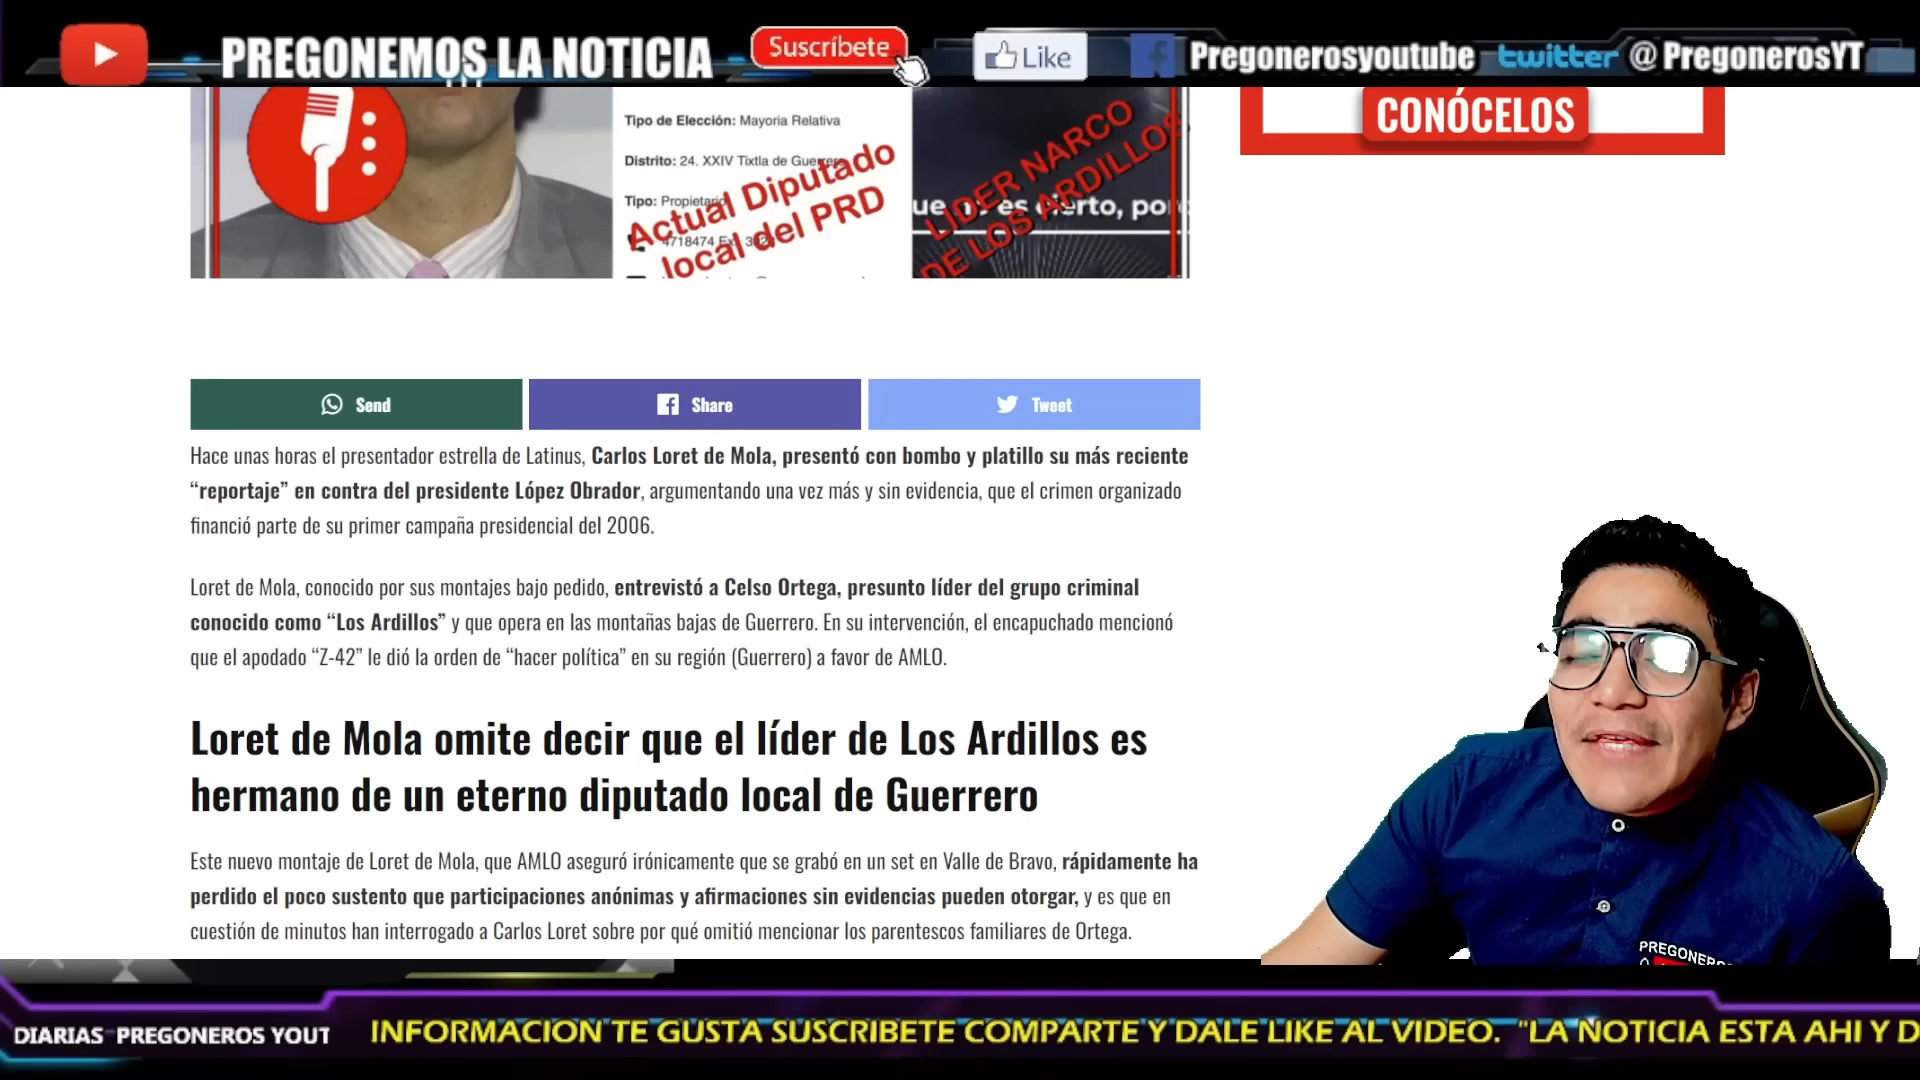 PREGONEMOS LA NOTICIA
Suscríbete
Like
Pregonerosyoutube
twitter @PregonerosYT
Tipo de Elección: Mayoria Relativa
Distrito: 24. XXIV Tixtla de Guerrero
Tipo: Propietario
4718474
Actual Diputado
local del PRD
LIDER NARCO
DE LOS ARDILLOS
ue no es cierto, por
CONÓCELOS
Send
Share
Tweet
Hace unas horas el presentador estrella de Latinus, Carlos Loret de Mola, presentó con bombo y platillo su más reciente
“reportaje” en contra del presidente López Obrador, argumentando una vez más y sin evidencia, que el crimen organizado
financió parte de su primer campaña presidencial del 2006.
Loret de Mola, conocido por sus montajes bajo pedido, entrevistó a Celso Ortega, presunto líder del grupo criminal
conocido como “Los Ardillos” y que opera en las montañas bajas de Guerrero. En su intervención, el encapuchado mencionó
que el apodado “Z-42” le dió la orden de “hacer política” en su región (Guerrero) a favor de AMLO.
Loret de Mola omite decir que el líder de Los Ardillos es
hermano de un eterno diputado local de Guerrero
Este nuevo montaje de Loret de Mola, que AMLO aseguró irónicamente que se grabó en un set en Valle de Bravo, rápidamente ha
perdido el poco sustento que participaciones anónimas y afirmaciones sin evidencias pueden otorgar, y es que en
cuestión de minutos han interrogado a Carlos Loret sobre por qué omitió mencionar los parentescos familiares de Ortega.
PREGONEROS
DIARIAS PREGONEROS YOUT
INFORMACION TE GUSTA SUSCRIBETE COMPARTE Y DALE LIKE AL VIDEO. "LA NOTICIA ESTA AHI Y D